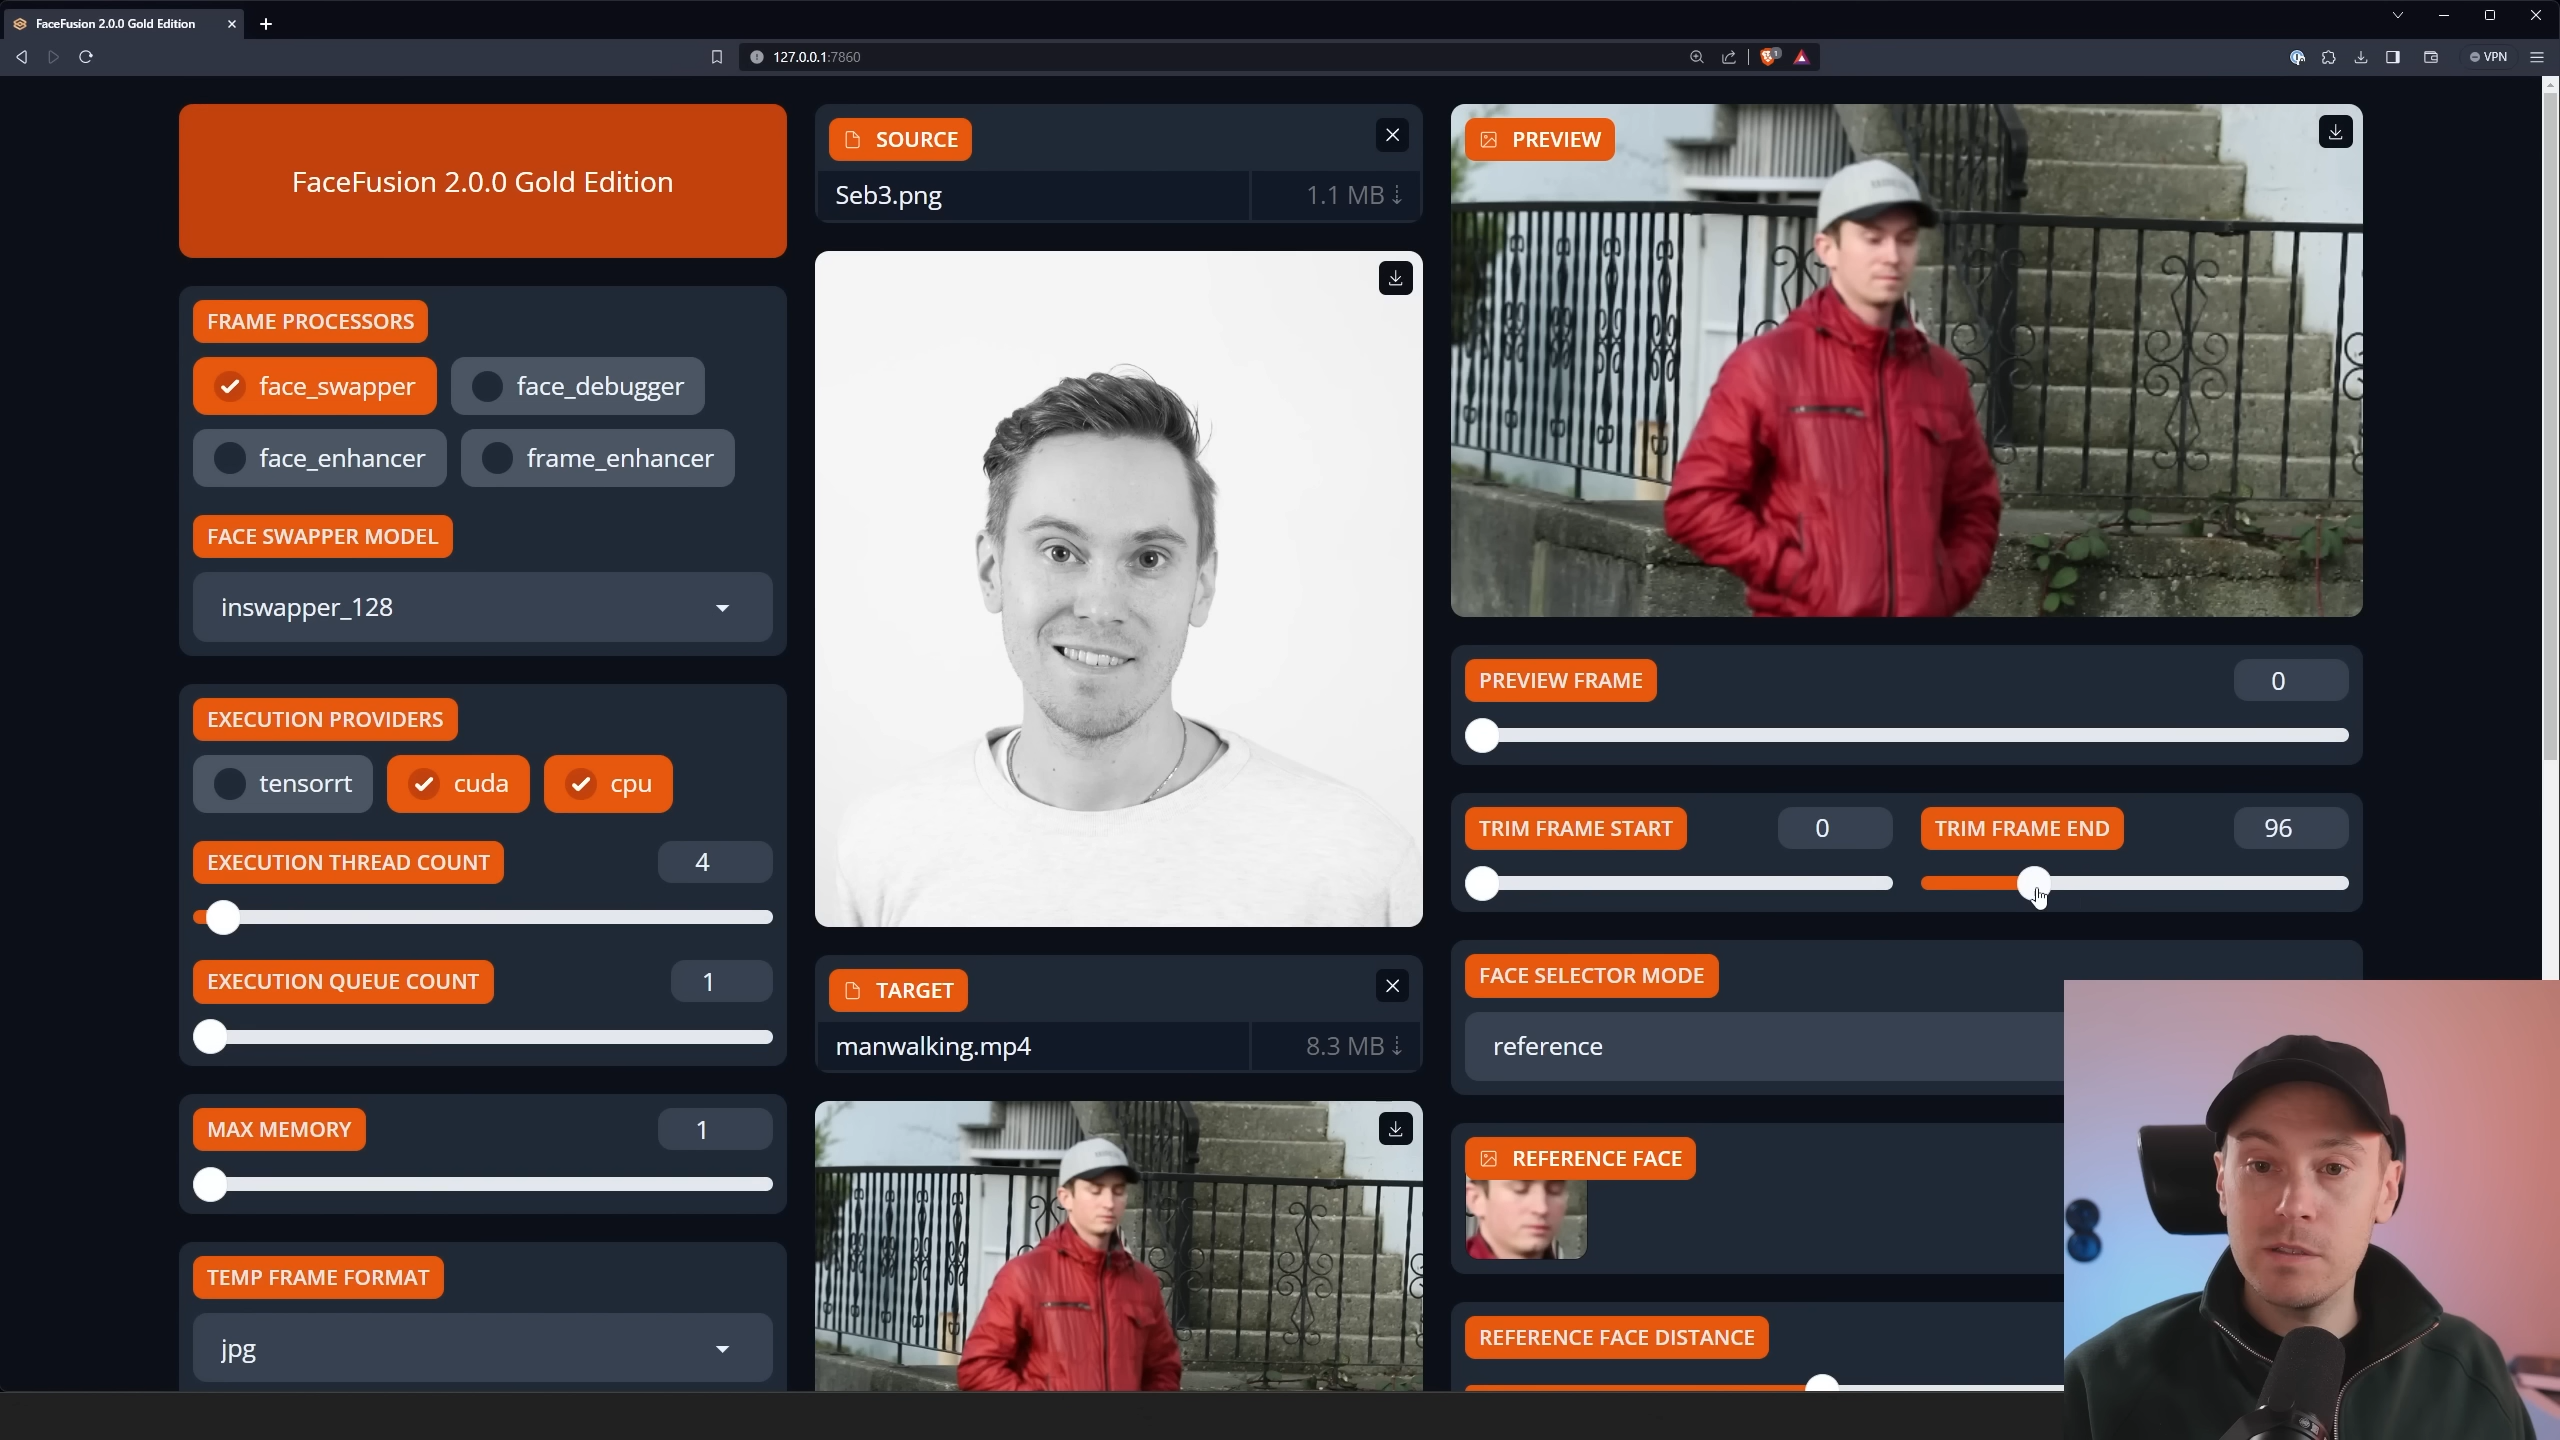 FaceFusion 2.0.0 Gold Edition
127.0.0.1:7860
1
VPN
FaceFusion 2.0.0 Gold Edition
FRAME PROCESSORS
face_swapper
face_debugger
face_enhancer
frame_enhancer
FACE SWAPPER MODEL
inswapper_128
EXECUTION PROVIDERS
tensorrt
cuda
cpu
EXECUTION THREAD COUNT
4
EXECUTION QUEUE COUNT
1
MAX MEMORY
1
TEMP FRAME FORMAT
jpg
SOURCE
Seb3.png
1.1 MB ⇣
TARGET
manwalking.mp4
8.3 MB ⇣
PREVIEW
PREVIEW FRAME
0
TRIM FRAME START
0
TRIM FRAME END
96
FACE SELECTOR MODE
reference
REFERENCE FACE
REFERENCE FACE DISTANCE